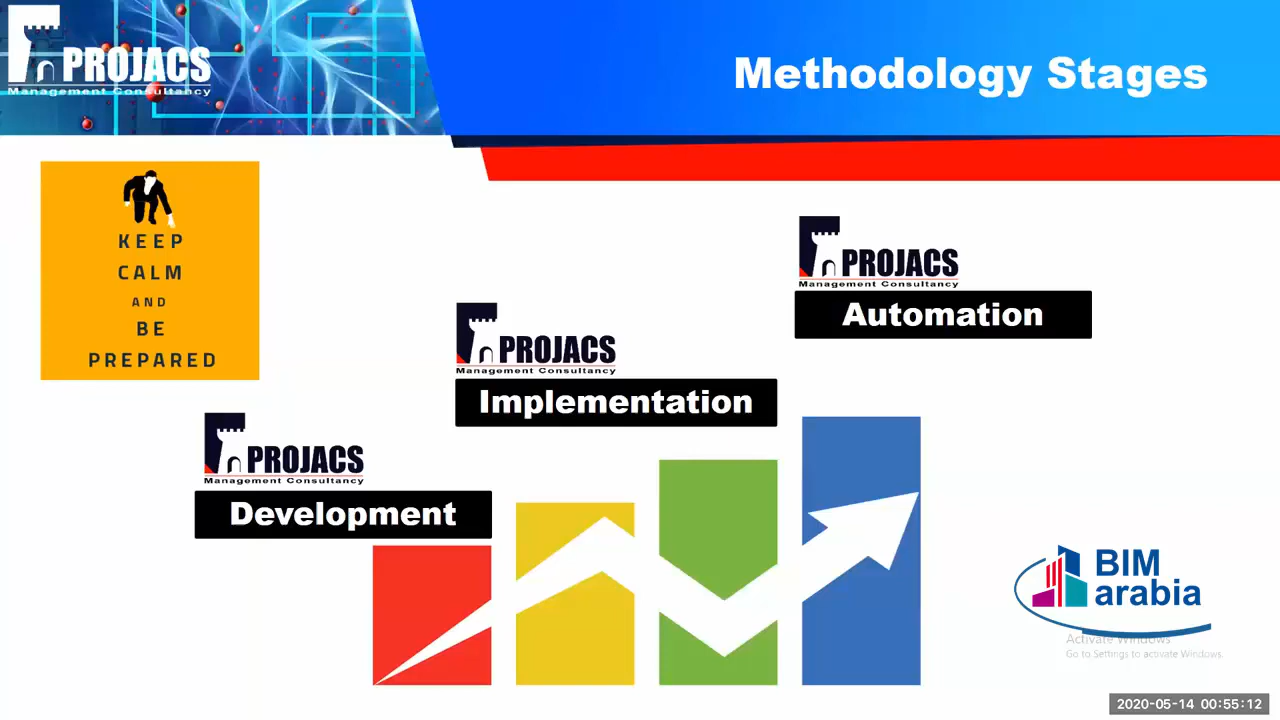 PROJACS
Management Consultancy
Methodology Stages
KEEP
CALM
AND
BE
PREPARED
PROJACS
Management Consultancy
Automation
PROJACS
Management Consultancy
Implementation
PROJACS
Management Consultancy
Development
BIM
arabia
Activate Windows
Go to Settings to activate Windows.
2020-05-14 00:55:12